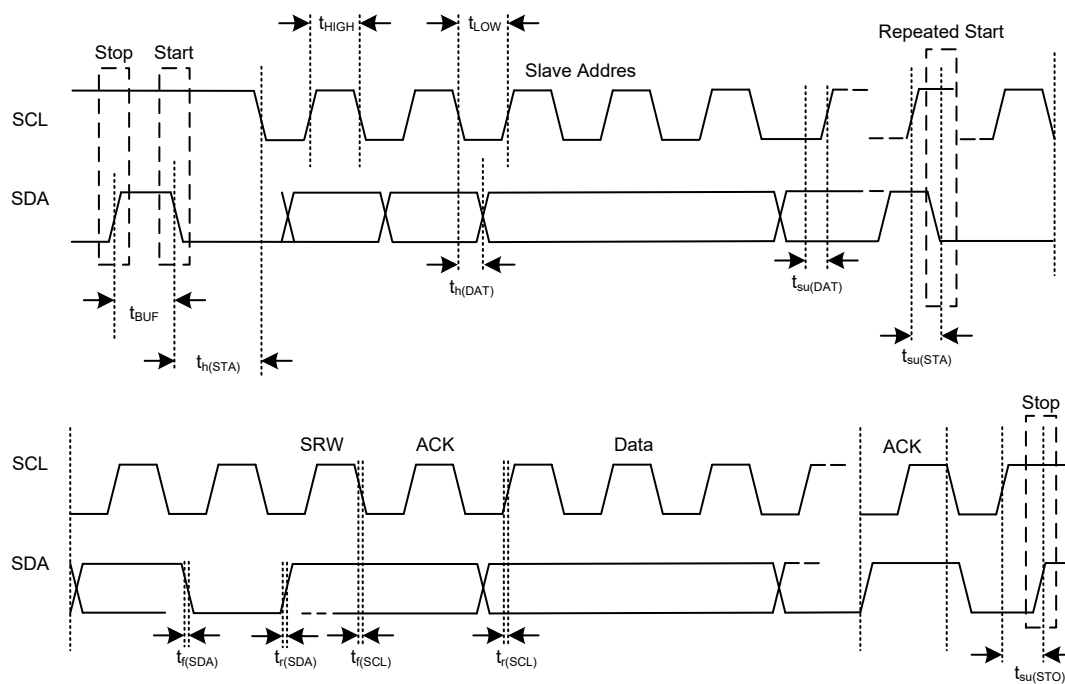 tHIGH tLOW
Stop Start Repeated Start
Slave Addres
SCL
SDA
tBUF th(DAT) tsu(DAT)
th(STA) tsu(STA)
Stop
SRW ACK Data ACK
SCL
SDA
tf(SDA) tr(SDA) tf(SCL) tr(SCL) tsu(STO)